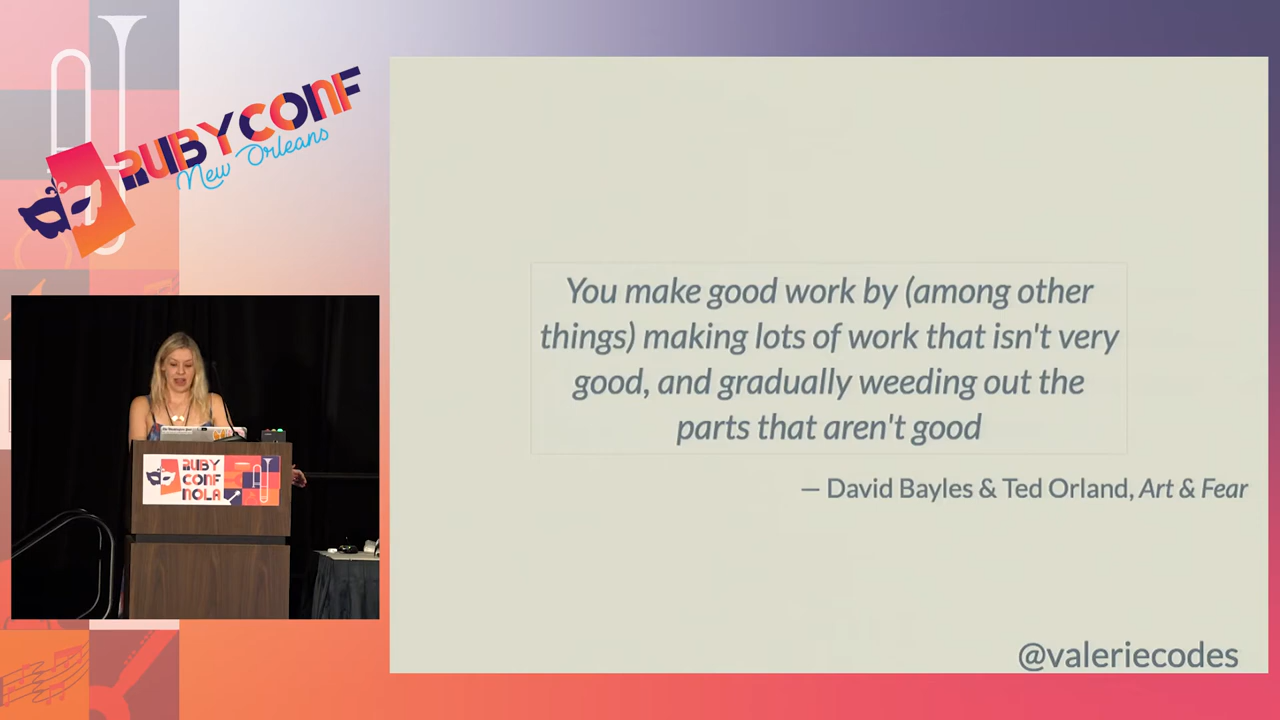 RUBYCONF
New Orleans
RUBY
CONF
NOLA
You make good work by (among other
things) making lots of work that isn't very
good, and gradually weeding out the
parts that aren't good
— David Bayles & Ted Orland, Art & Fear
@valeriecodes